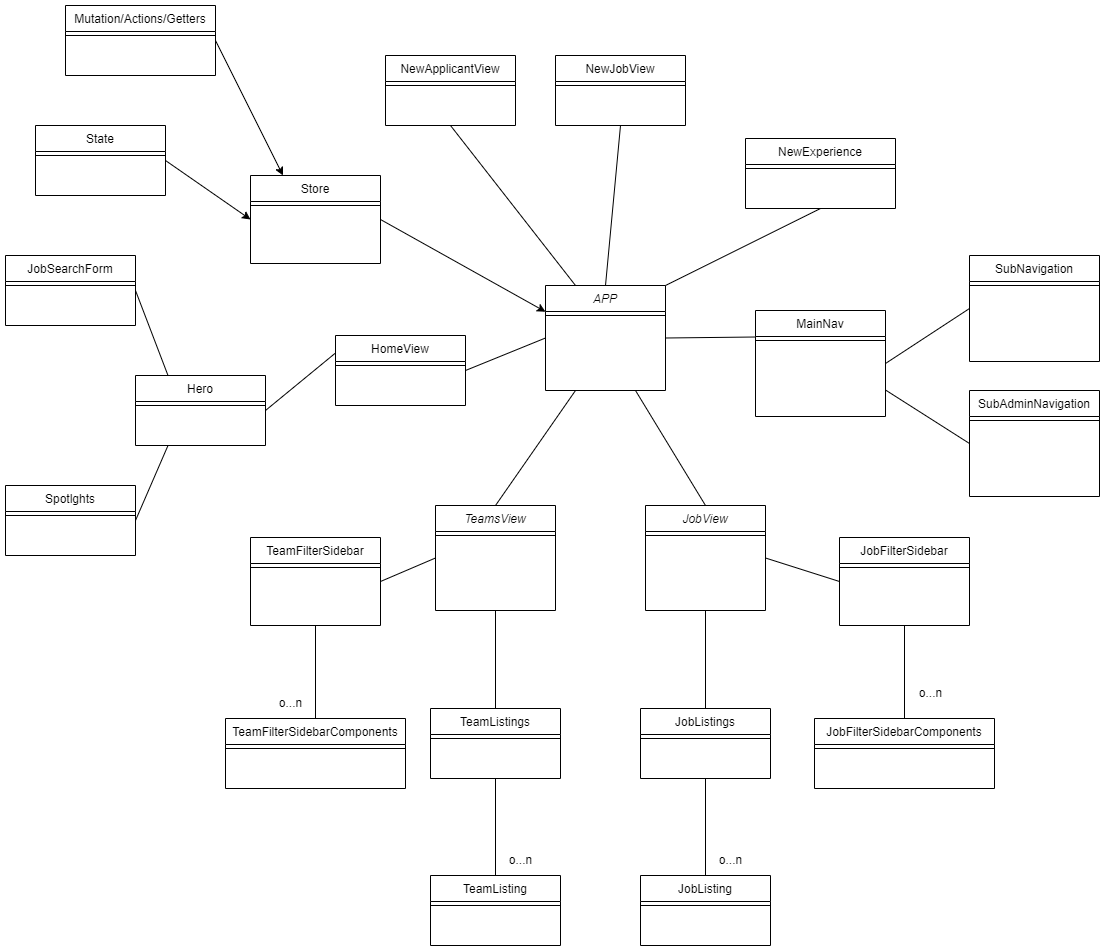 Mutation/Actions/Getters
NewApplicantView
NewJobView
State
NewExperience
Store
JobSearchForm
SubNavigation
APP
MainNav
HomeView
Hero
SubAdminNavigation
Spotlghts
TeamsView
JobView
TeamFilterSidebar
JobFilterSidebar
o...n
o...n
TeamFilterSidebarComponents
TeamListings
JobListings
JobFilterSidebarComponents
o...n
o...n
TeamListing
JobListing